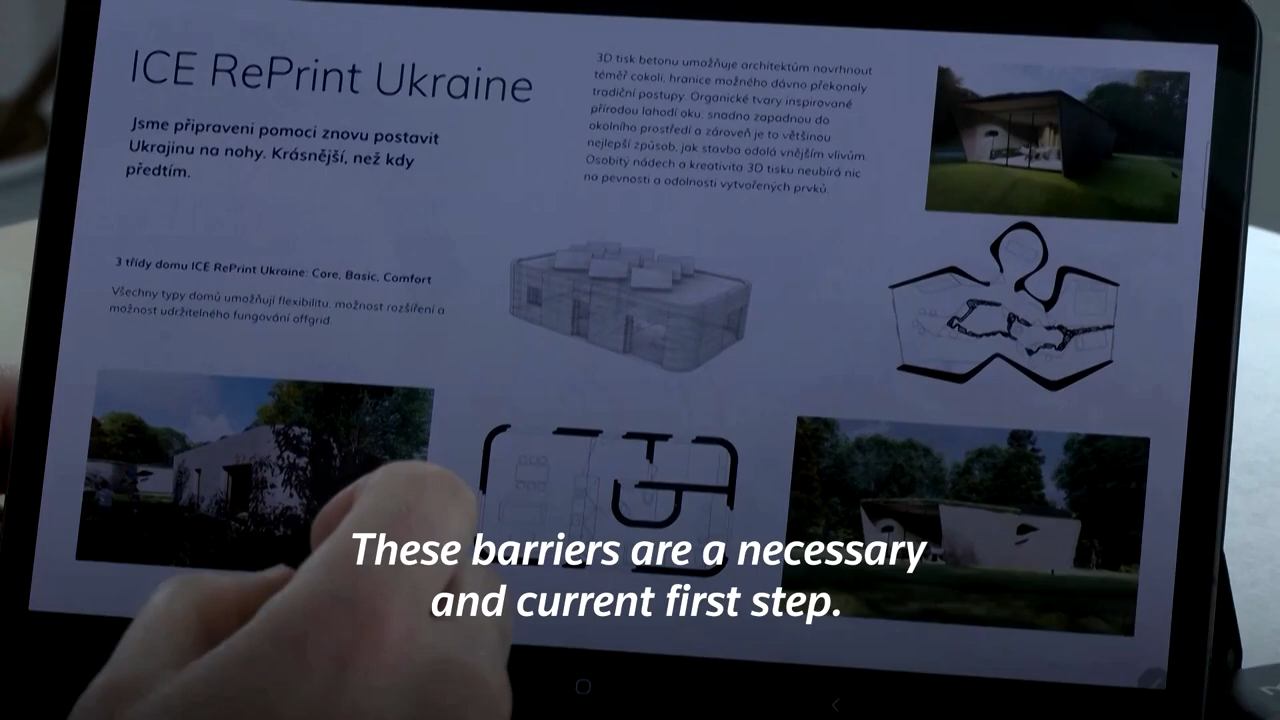 ICE RePrint Ukraine
Jsme připraveni pomoci znovu postavit
Ukrajinu na nohy. Krásnější, než kdy
předtím.
3 třídy domu ICE RePrint Ukraine: Core, Basic, Comfort
Všechny typy domů umožňují flexibilitu, možnost rozšíření a
možnost udržitelného fungování offgrid.
3D tisk betonu umožňuje architektům navrhnout
téměř cokoli, hranice možného dávno překonaly
tradiční postupy. Organické tvary inspirované
přírodou lahodí oku, snadno zapadnou do
okolního prostředí a zároveň je to většinou
nejlepší způsob, jak stavba odolá vnějším vlivům.
Osobitý nádech a kreativita 3D tisku neubírá nic
na pevnosti a odolnosti vytvořených prvků.
These barriers are a necessary
and current first step.